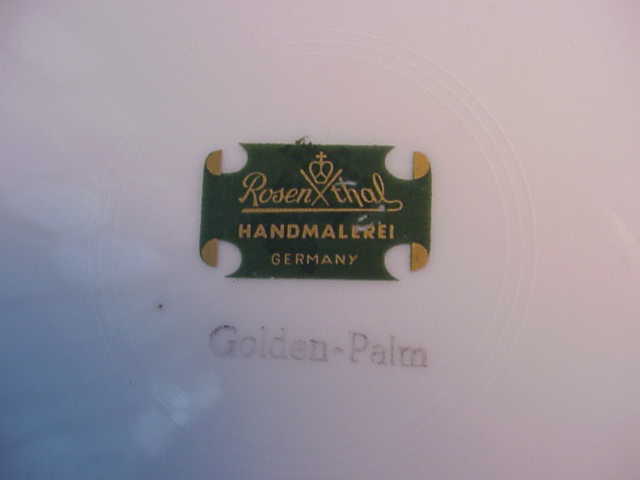 Rosenthal
HANDMALEREI
GERMANY
Golden-Palm